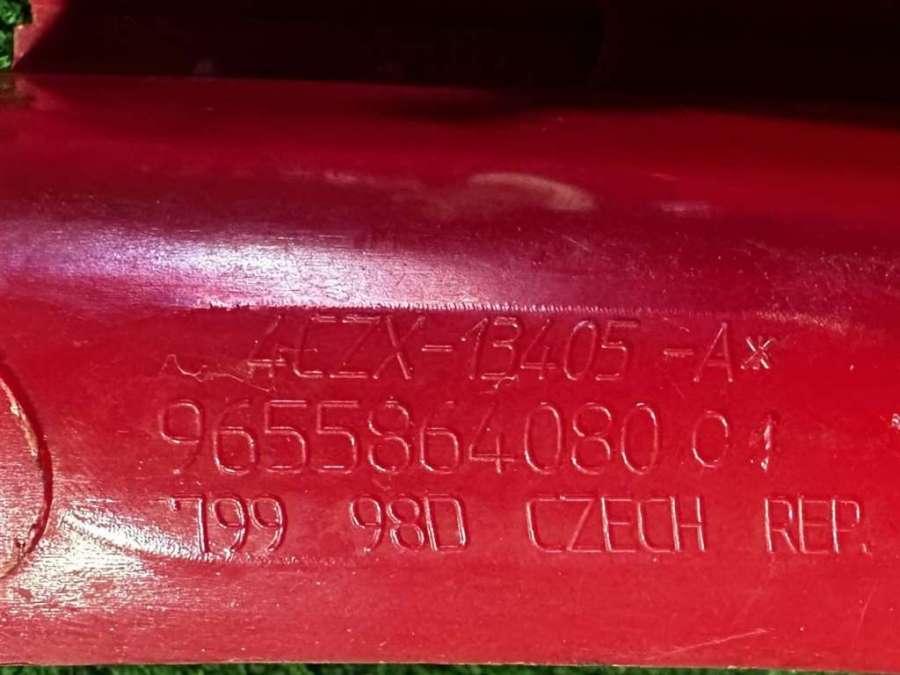 4CZX-13405-A*
9655864080 01
799 98D CZECH REP.